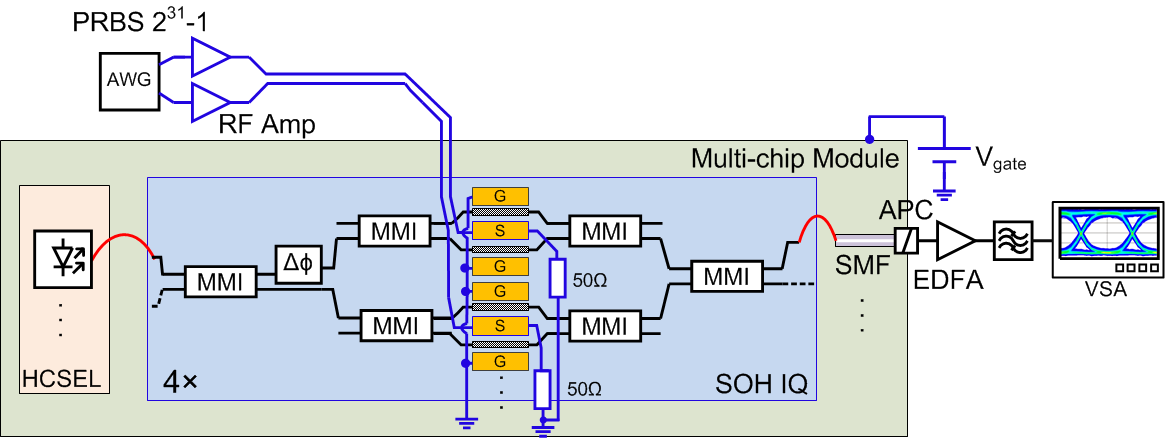 PRBS 2³¹-1
AWG
RF Amp
Multi-chip Module
V_gate
HCSEL
MMI
Δϕ
MMI
MMI
G
S
G
G
S
G
50Ω
50Ω
MMI
MMI
MMI
4×
SOH IQ
SMF
APC
EDFA
VSA